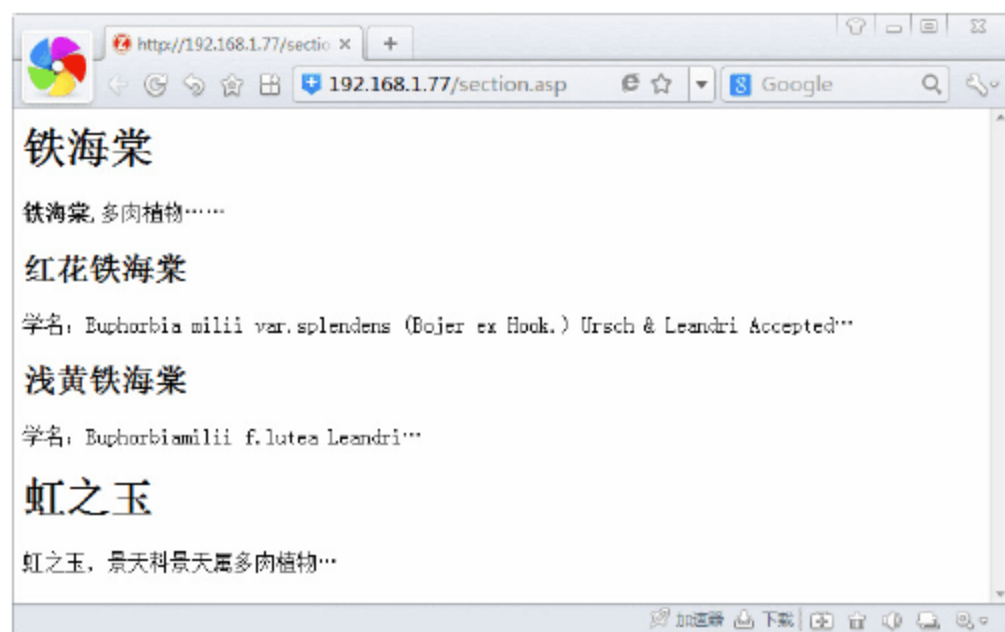 http://192.168.1.77/sectio
192.168.1.77/section.asp
Google
铁海棠
铁海棠,多肉植物……
红花铁海棠
学名：Euphorbia milii var.splendens (Bojer ex Hook.) Ursch & Leandri Accepted…
浅黄铁海棠
学名：Euphorbiamilii f.lutea Leandri…
虹之玉
虹之玉，景天科景天属多肉植物…
加速器 下载